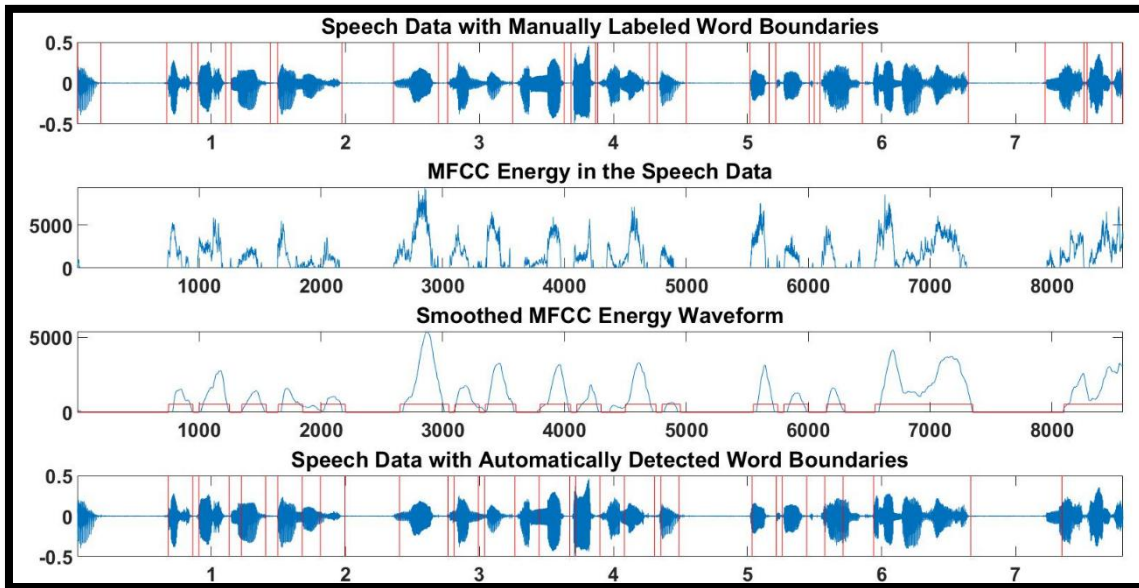 Speech Data with Manually Labeled Word Boundaries
0.5
0
-0.5
1 2 3 4 5 6 7
MFCC Energy in the Speech Data
5000
0
1000 2000 3000 4000 5000 6000 7000 8000
Smoothed MFCC Energy Waveform
5000
0
1000 2000 3000 4000 5000 6000 7000 8000
Speech Data with Automatically Detected Word Boundaries
0.5
0
-0.5
1 2 3 4 5 6 7